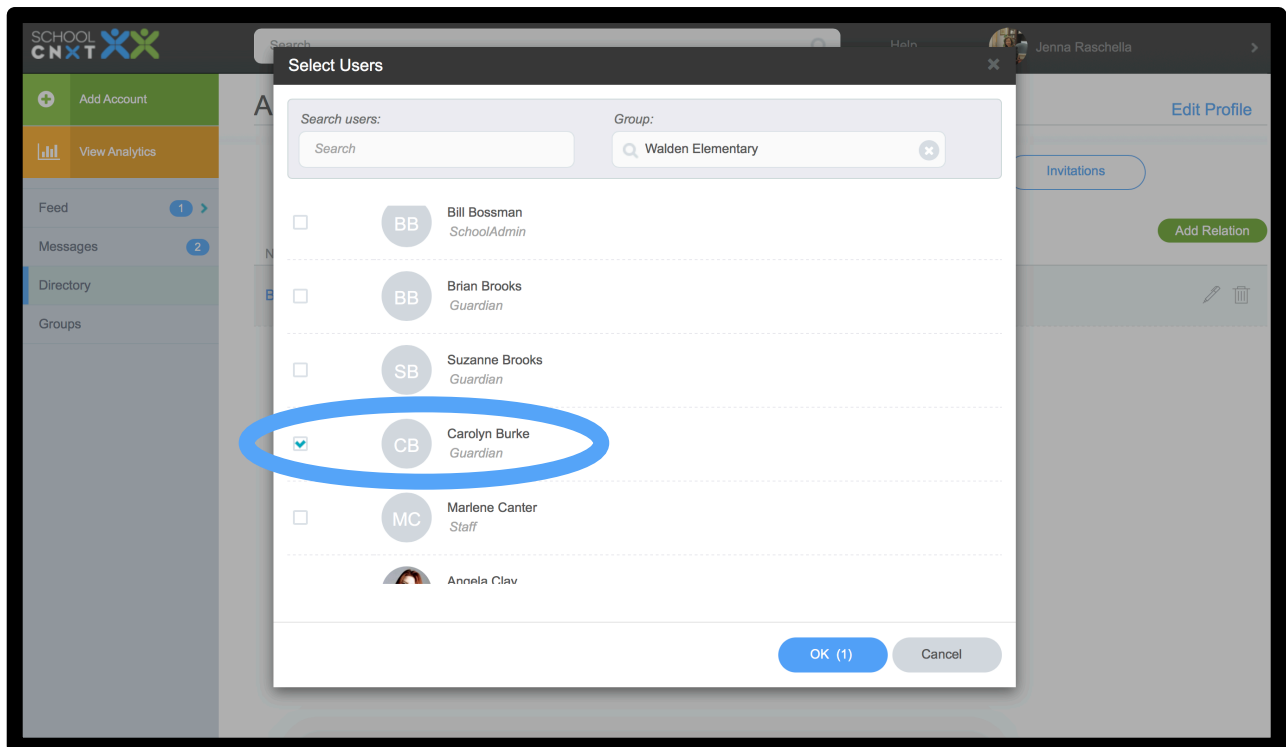 SCHOOL
CNXT
Search
Help
Jenna Raschella
Select Users
Add Account
A
Edit Profile
Search users:
Group:
Search
Walden Elementary
View Analytics
Invitations
Feed
1
Bill Bossman
BB
SchoolAdmin
Add Relation
Messages
2
N
Directory
B
Brian Brooks
BB
Guardian
Groups
Suzanne Brooks
SB
Guardian
Carolyn Burke
CB
Guardian
Marlene Canter
MC
Staff
Angela Clay
OK (1)
Cancel